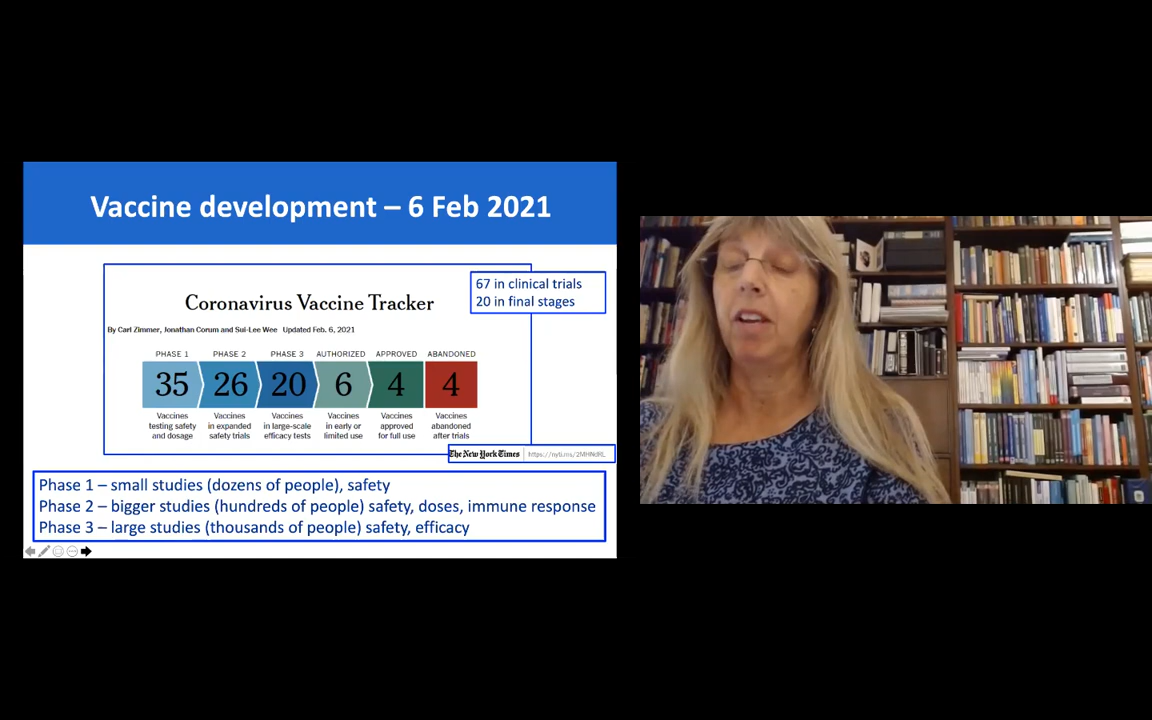 Vaccine development – 6 Feb 2021
67 in clinical trials
20 in final stages
Coronavirus Vaccine Tracker
By Carl Zimmer, Jonathan Corum and Sui-Lee Wee Updated Feb. 6, 2021
PHASE 1 PHASE 2 PHASE 3 AUTHORIZED APPROVED ABANDONED
35 26 20 6 4 4
Vaccines testing safety and dosage
Vaccines in expanded safety trials
Vaccines in large-scale efficacy tests
Vaccines in early or limited use
Vaccines approved for full use
Vaccines abandoned after trials
The New York Times
Phase 1 – small studies (dozens of people), safety
Phase 2 – bigger studies (hundreds of people) safety, doses, immune response
Phase 3 – large studies (thousands of people) safety, efficacy